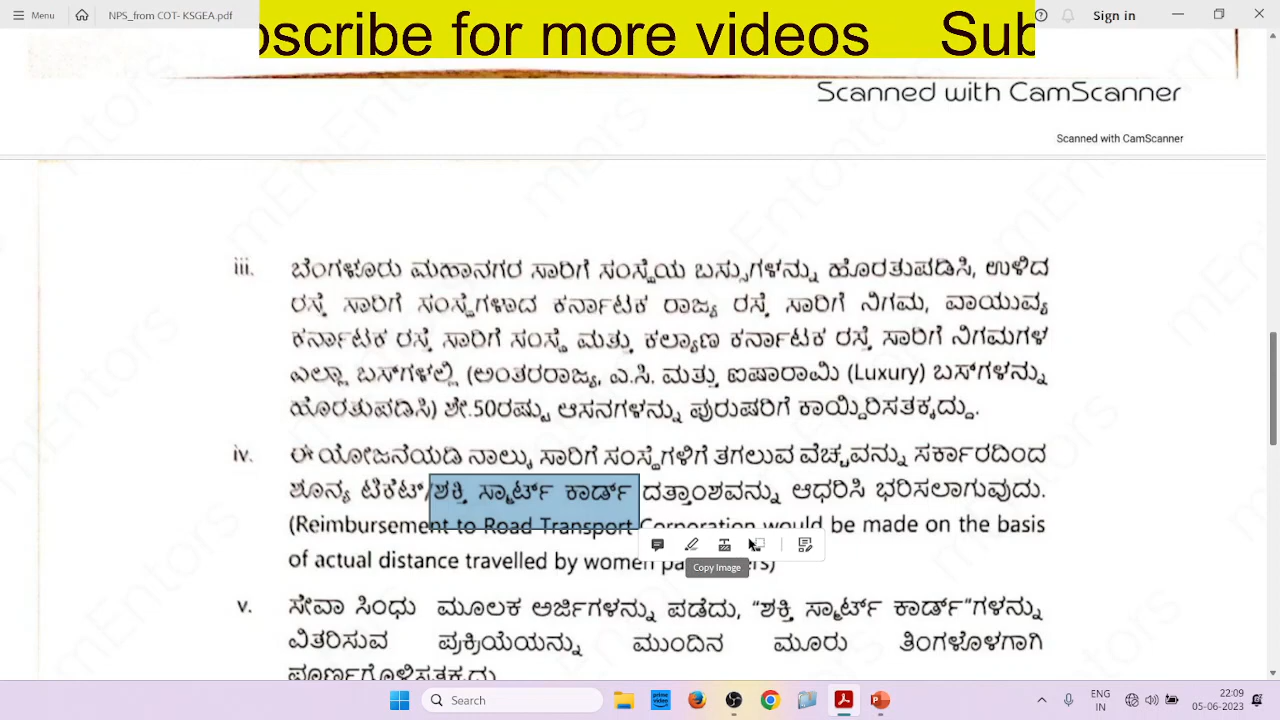 Menu NPS_from COT- KSGEA.pdf Sign in
bscribe for more videos Sub
Scanned with CamScanner
Scanned with CamScanner
iii. ಬೆಂಗಳೂರು ಮಹಾನಗರ ಸಾರಿಗೆ ಸಂಸ್ಥೆಯ ಬಸ್ಸುಗಳನ್ನು ಹೊರತುಪಡಿಸಿ, ಉಳಿದ
ರಸ್ತೆ ಸಾರಿಗೆ ಸಂಸ್ಥೆಗಳಾದ ಕರ್ನಾಟಕ ರಾಜ್ಯ ರಸ್ತೆ ಸಾರಿಗೆ ನಿಗಮ, ವಾಯುವ್ಯ
ಕರ್ನಾಟಕ ರಸ್ತೆ ಸಾರಿಗೆ ಸಂಸ್ಥೆ ಮತ್ತು ಕಲ್ಯಾಣ ಕರ್ನಾಟಕ ರಸ್ತೆ ಸಾರಿಗೆ ನಿಗಮಗಳ
ಎಲ್ಲಾ ಬಸ್‌ಗಳಲ್ಲಿ (ಅಂತರರಾಜ್ಯ, ಎ.ಸಿ. ಮತ್ತು ಐಷಾರಾಮಿ (Luxury) ಬಸ್‌ಗಳನ್ನು
ಹೊರತುಪಡಿಸಿ) ಶೇ.50ರಷ್ಟು ಆಸನಗಳನ್ನು ಪುರುಷರಿಗೆ ಕಾಯ್ದಿರಿಸತಕ್ಕದ್ದು.
iv. ಈ ಯೋಜನೆಯಡಿ ನಾಲ್ಕು ಸಾರಿಗೆ ಸಂಸ್ಥೆಗಳಿಗೆ ತಗಲುವ ವೆಚ್ಚವನ್ನು ಸರ್ಕಾರದಿಂದ
ಶೂನ್ಯ ಟಿಕೆಟ್/ಶಕ್ತಿ ಸ್ಮಾರ್ಟ್ ಕಾರ್ಡ್ ದತ್ತಾಂಶವನ್ನು ಆಧರಿಸಿ ಭರಿಸಲಾಗುವುದು.
(Reimbursement to Road Transport Corporation would be made on the basis
of actual distance travelled by women
Copy Image
v. ಸೇವಾ ಸಿಂಧು ಮೂಲಕ ಅರ್ಜಿಗಳನ್ನು ಪಡೆದು, "ಶಕ್ತಿ ಸ್ಮಾರ್ಟ್ ಕಾರ್ಡ್"ಗಳನ್ನು
ವಿತರಿಸುವ ಪ್ರಕ್ರಿಯೆಯನ್ನು ಮುಂದಿನ ಮೂರು ತಿಂಗಳೊಳಗಾಗಿ
ಪೂರ್ಣಗೊಳಿಸತಕ್ಕದ್ದು
Search
ENG 22:09
IN 05-06-2023
mEntors